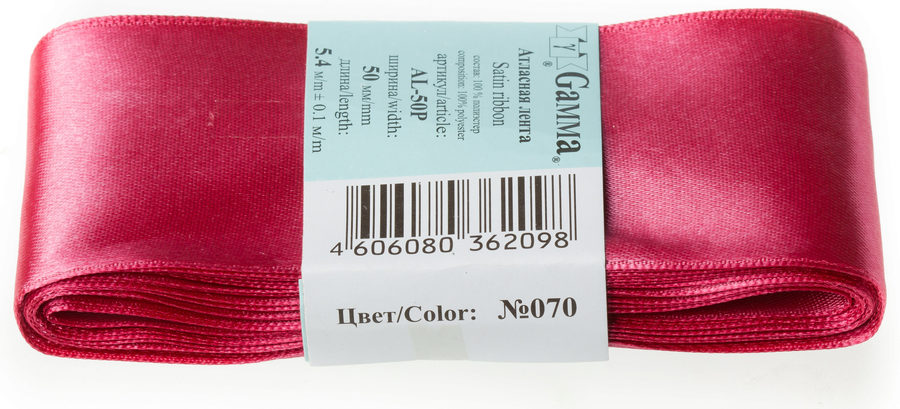 γ
Gamma®
®
Атласная лента
Satin ribbon
состав: 100 % полиэстер
composition: 100% polyester
артикул/article:
AL-50P
ширина/width:
50 мм/mm
длина/length:
5.4 м/m ± 0.1 м/m
4 606080 362098
Цвет/Color: №070